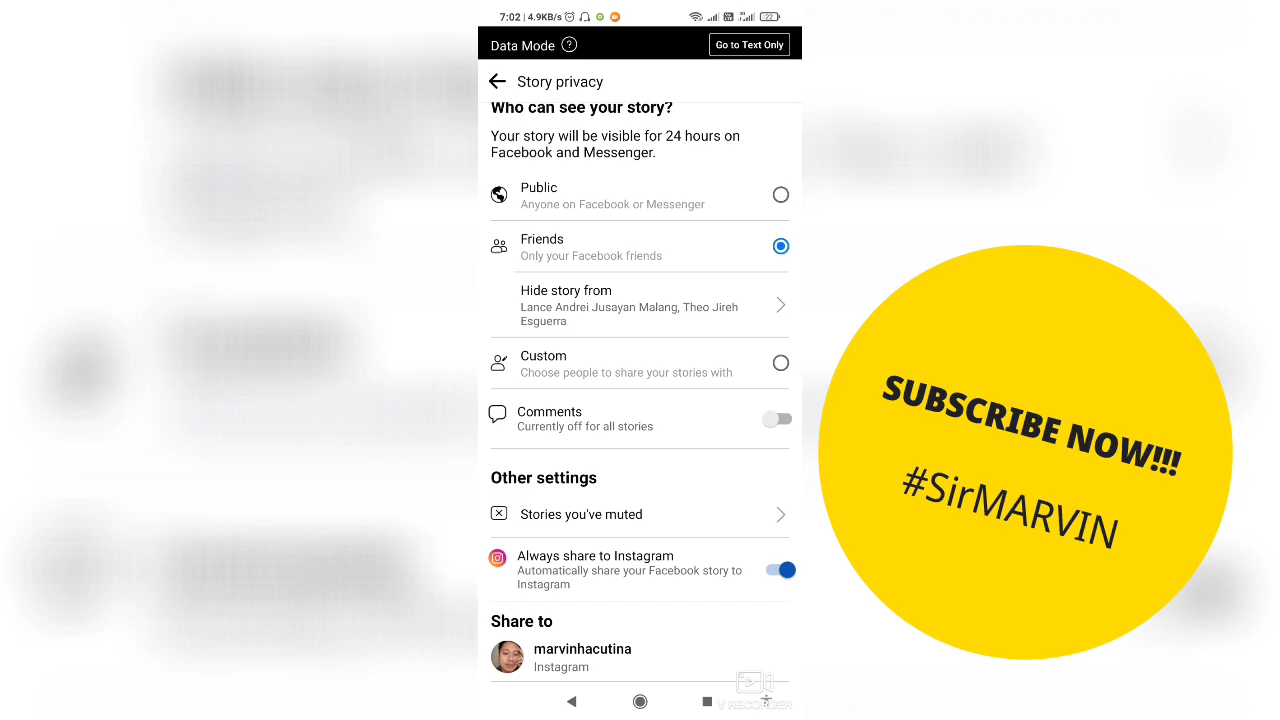 7:02 | 4.9KB/s
22
Data Mode ?
Go to Text Only
Story privacy
Who can see your story?
Your story will be visible for 24 hours on
Facebook and Messenger.
Public
Anyone on Facebook or Messenger
Friends
Only your Facebook friends
Hide story from
Lance Andrei Jusayan Malang, Theo Jireh
Esguerra
Custom
Choose people to share your stories with
Comments
Currently off for all stories
Other settings
Stories you've muted
Always share to Instagram
Automatically share your Facebook story to
Instagram
Share to
marvinhacutina
Instagram
V RECORDER
SUBSCRIBE NOW!!!
#SirMARVIN